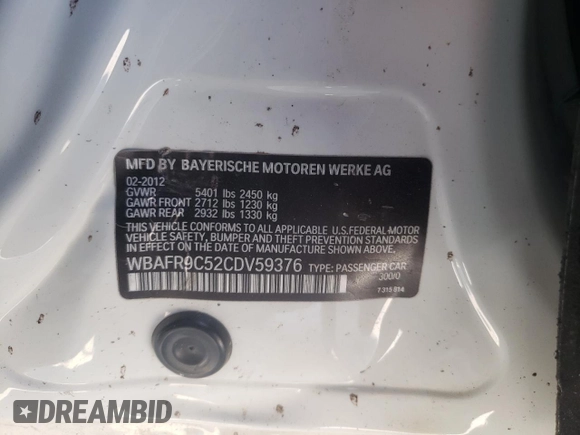 MFD BY BAYERISCHE MOTOREN WERKE AG
02-2012
GVWR 5401 lbs 2450 kg
GAWR FRONT 2712 lbs 1230 kg
GAWR REAR 2932 lbs 1330 kg
THIS VEHICLE CONFORMS TO ALL APPLICABLE U.S.FEDERAL MOTOR
VEHICLE SAFETY, BUMPER AND THEFT PREVENTION STANDARDS
IN EFFECT ON THE DATE OF MANUFACTURE SHOWN ABOVE.
WBAFR9C52CDV59376 TYPE: PASSENGER CAR
300/0
7 315 814
DREAMBID